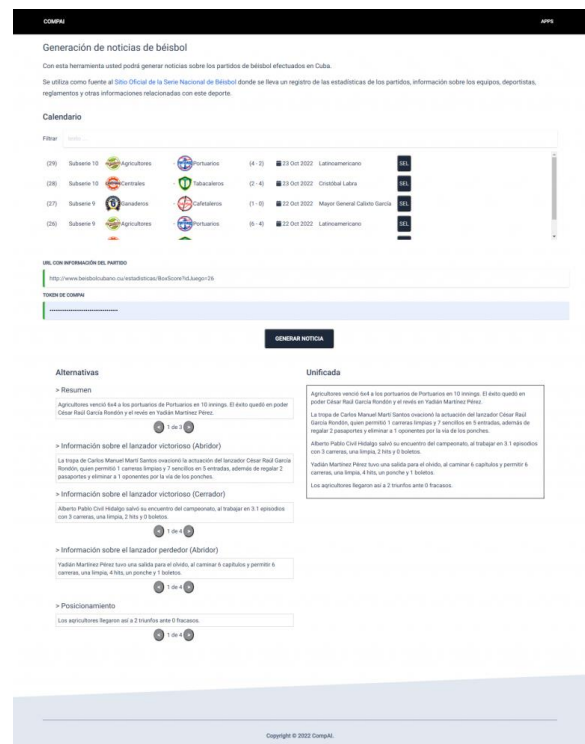 COMPAI APPS
Generación de noticias de béisbol
Con esta herramienta usted podrá generar noticias sobre los partidos de béisbol efectuados en Cuba.
Se utiliza como fuente al Sitio Oficial de la Serie Nacional de Béisbol donde se lleva un registro de las estadísticas de los partidos, información sobre los equipos, deportistas,
reglamentos y otras informaciones relacionadas con este deporte.
Calendario
Filtrar
(29) Subserie 10 Agricultores - Portuarios (4 - 2) 23 Oct 2022 Latinoamericano SEL
(28) Subserie 10 Centrales - Tabacaleros (2 - 4) 23 Oct 2022 Cristóbal Labra SEL
(27) Subserie 9 Ganaderos - Cafetaleros (1 - 0) 22 Oct 2022 Mayor General Calixto García SEL
(26) Subserie 9 Agricultores - Portuarios (6 - 4) 22 Oct 2022 Latinoamericano SEL
URL CON INFORMACIÓN DEL PARTIDO
http://www.beisbolcubano.cu/estadisticas/BoxScore?idJuego=26
TOKEN DE COMPAI
GENERAR NOTICIA
Alternativas
> Resumen
Agricultores venció 6x4 a los portuarios de Portuarios en 10 innings. El éxito quedó en poder
César Raúl García Rondón y el revés en Yadián Martínez Pérez.
1 de 3
> Información sobre el lanzador victorioso (Abridor)
La tropa de Carlos Manuel Martí Santos ovacionó la actuación del lanzador César Raúl García
Rondón, quien permitió 1 carreras limpias y 7 sencillos en 5 entradas, además de regalar 2
pasaportes y eliminar a 1 oponentes por la vía de los ponches.
> Información sobre el lanzador victorioso (Cerrador)
Alberto Pablo Civil Hidalgo salvó su encuentro del campeonato, al trabajar en 3.1 episodios
con 3 carreras, una limpia, 2 hits y 0 boletos.
1 de 4
> Información sobre el lanzador perdedor (Abridor)
Yadián Martínez Pérez tuvo una salida para el olvido, al caminar 6 capítulos y permitir 6
carreras, una limpia, 4 hits, un ponche y 1 boletos.
1 de 4
> Posicionamiento
Los agricultores llegaron así a 2 triunfos ante 0 fracasos.
1 de 4
Unificada
Agricultores venció 6x4 a los portuarios de Portuarios en 10 innings. El éxito quedó en
poder César Raúl García Rondón y el revés en Yadián Martínez Pérez.
La tropa de Carlos Manuel Martí Santos ovacionó la actuación del lanzador César Raúl
García Rondón, quien permitió 1 carreras limpias y 7 sencillos en 5 entradas, además de
regalar 2 pasaportes y eliminar a 1 oponentes por la vía de los ponches.
Alberto Pablo Civil Hidalgo salvó su encuentro del campeonato, al trabajar en 3.1 episodios
con 3 carreras, una limpia, 2 hits y 0 boletos.
Yadián Martínez Pérez tuvo una salida para el olvido, al caminar 6 capítulos y permitir 6
carreras, una limpia, 4 hits, un ponche y 1 boletos.
Los agricultores llegaron así a 2 triunfos ante 0 fracasos.
Copyright © 2022 CompAI.